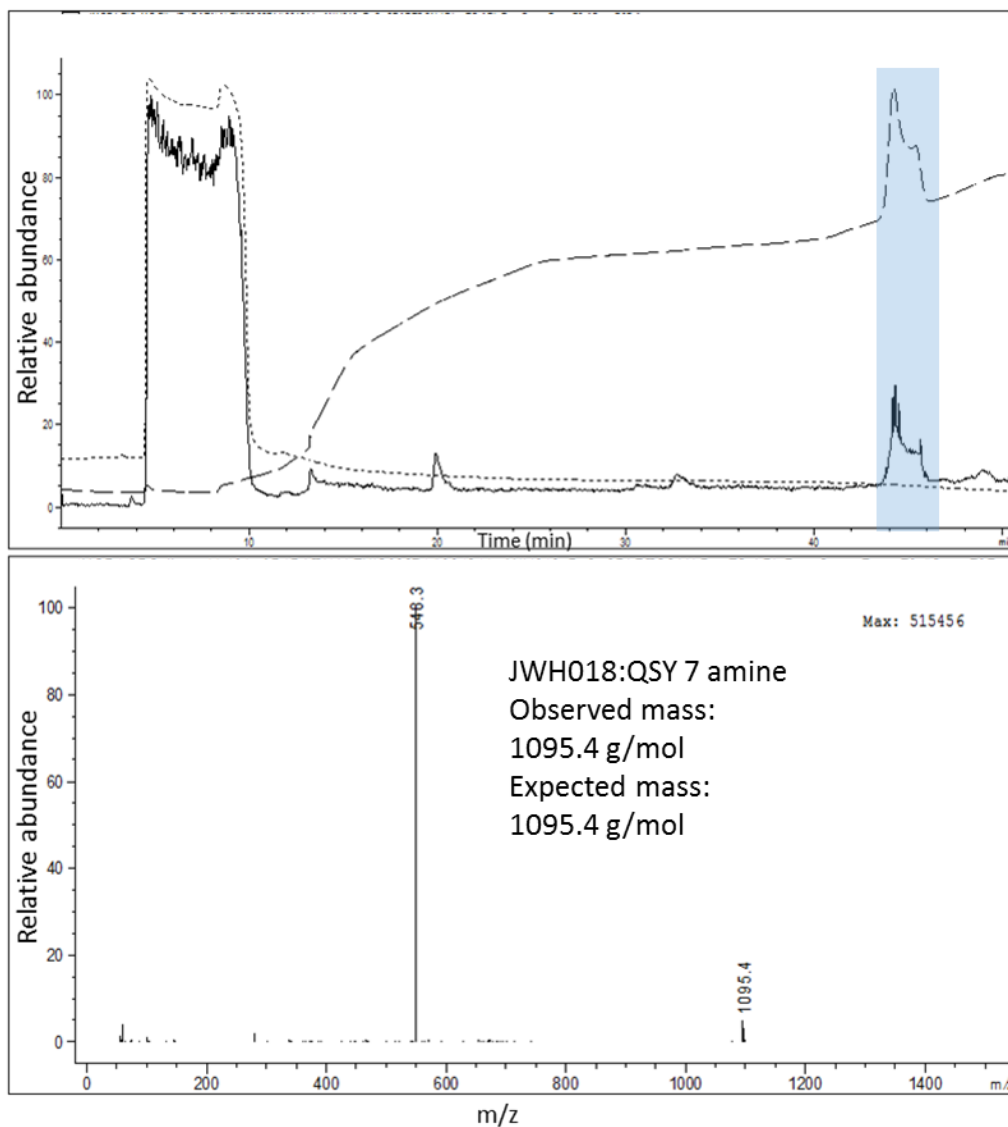 Relative abundance
100
80
60
40
20
0
10
20
30
40
Time (min)
Relative abundance
100
80
60
40
20
0
548.3
1095.4
Max: 515456
JWH018:QSY 7 amine
Observed mass:
1095.4 g/mol
Expected mass:
1095.4 g/mol
0 200 400 600 800 1000 1200 1400 m/z
m/z